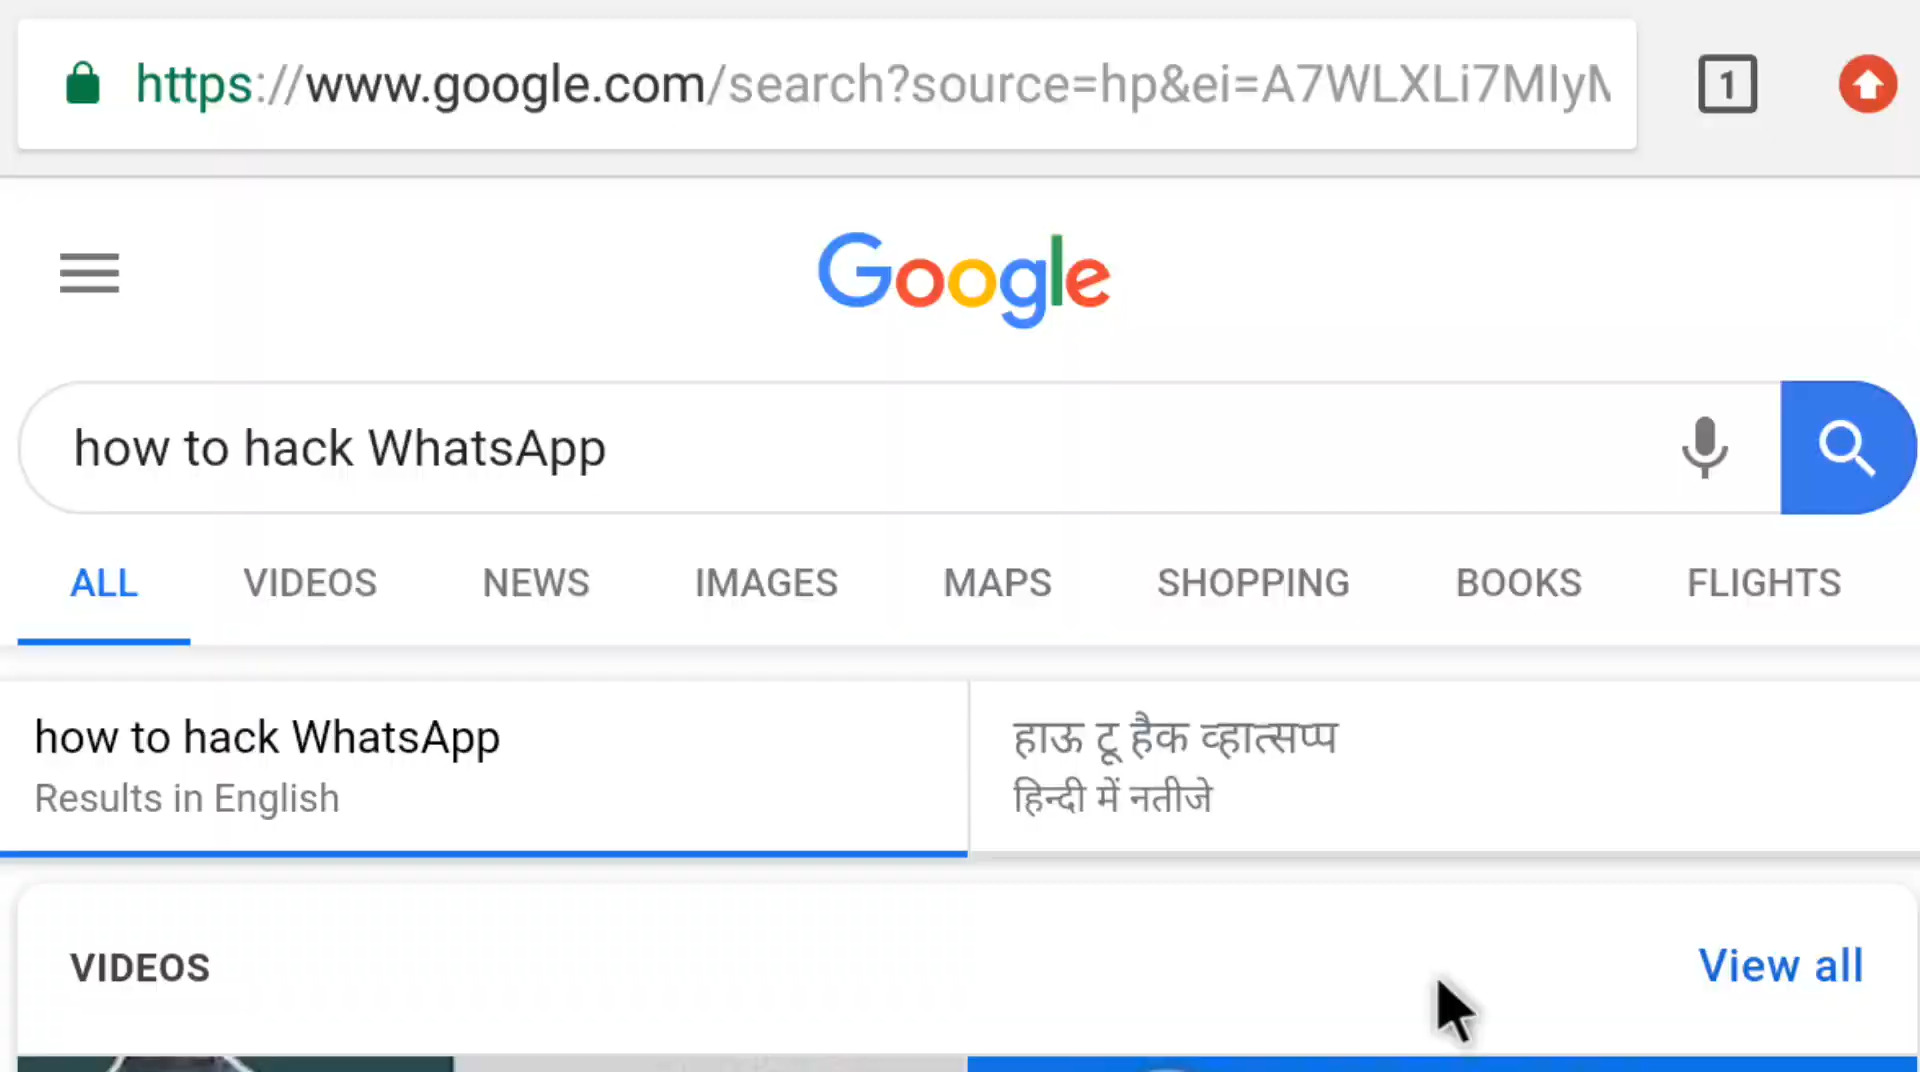 https://www.google.com/search?source=hp&ei=A7WLXLi7MIyM
1
Google
how to hack WhatsApp
ALL VIDEOS NEWS IMAGES MAPS SHOPPING BOOKS FLIGHTS
how to hack WhatsApp
Results in English
हाऊ टू हैक व्हात्सप्प
हिन्दी में नतीजे
VIDEOS
View all